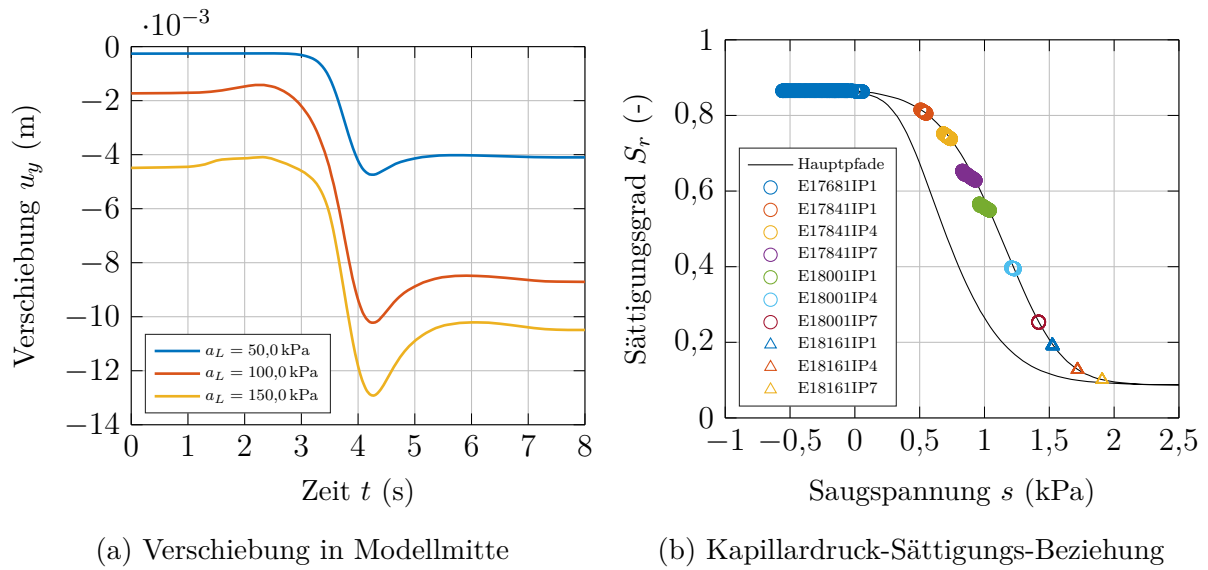 ·10⁻³
0
−2
−4
−6
−8
−10
−12
−14
0 1 2 3 4 5 6 7 8
Zeit t (s)
Verschiebung u_y (m)
a_L = 50,0 kPa
a_L = 100,0 kPa
a_L = 150,0 kPa
(a) Verschiebung in Modellmitte
1
0,8
0,6
0,4
0,2
0
−1 −0,5 0 0,5 1 1,5 2 2,5
Saugspannung s (kPa)
Sättigungsgrad S_r (-)
Hauptpfade
E17681IP1
E17841IP1
E17841IP4
E17841IP7
E18001IP1
E18001IP4
E18001IP7
E18161IP1
E18161IP4
E18161IP7
(b) Kapillardruck-Sättigungs-Beziehung